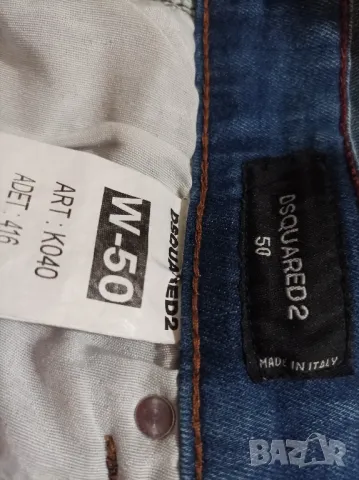 W-50
ART.: K040
ADET: 416
DSQUARED2
DSQUARED2
50
MADE IN ITALY
BAZAR